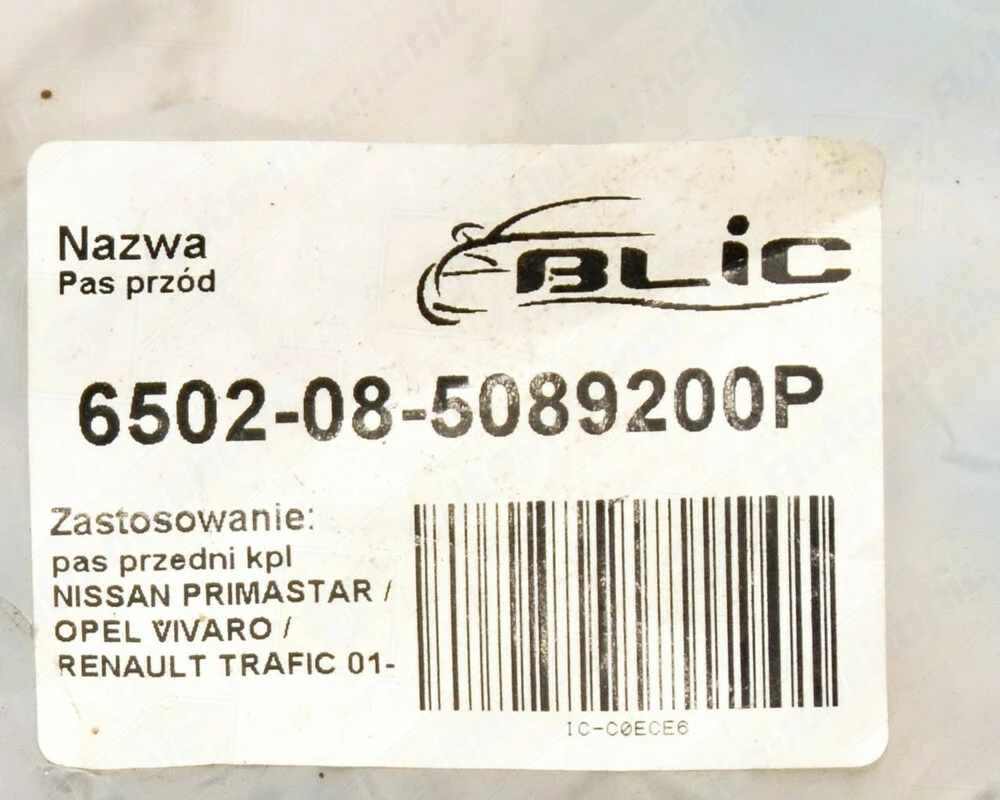 Nazwa
Pas przód
BLiC
6502-08-5089200P
Zastosowanie:
pas przedni kpl
NISSAN PRIMASTAR /
OPEL VIVARO /
RENAULT TRAFIC 01-
IC-C0ECE6